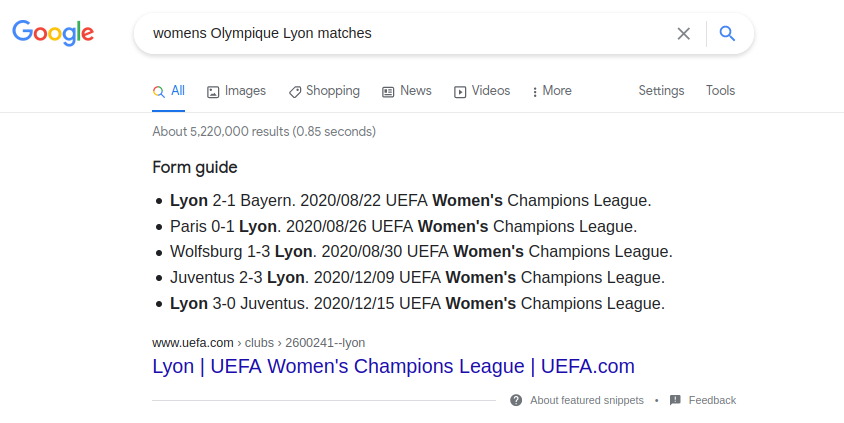 Google
womens Olympique Lyon matches
All Images Shopping News Videos More Settings Tools
About 5,220,000 results (0.85 seconds)
Form guide
Lyon 2-1 Bayern. 2020/08/22 UEFA Women's Champions League.
Paris 0-1 Lyon. 2020/08/26 UEFA Women's Champions League.
Wolfsburg 1-3 Lyon. 2020/08/30 UEFA Women's Champions League.
Juventus 2-3 Lyon. 2020/12/09 UEFA Women's Champions League.
Lyon 3-0 Juventus. 2020/12/15 UEFA Women's Champions League.
www.uefa.com › clubs › 2600241--lyon
Lyon | UEFA Women's Champions League | UEFA.com
About featured snippets • Feedback